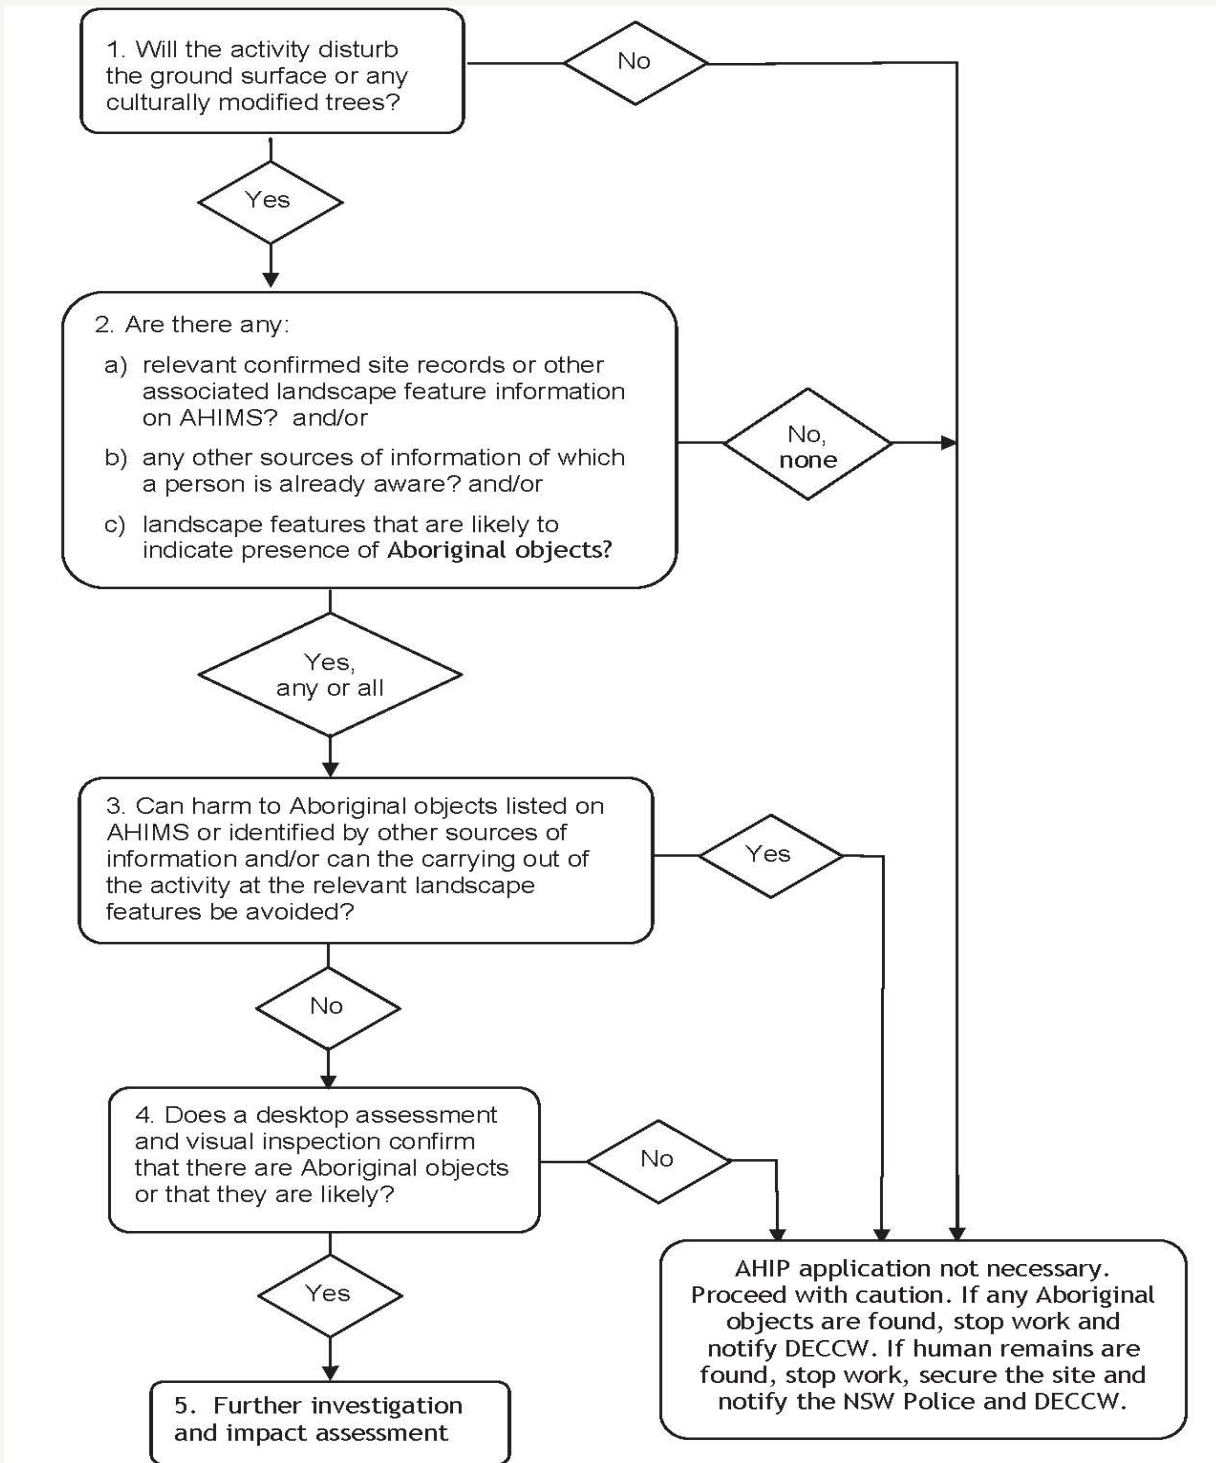 1. Will the activity disturb
the ground surface or any
culturally modified trees?
No
Yes
2. Are there any:
a) relevant confirmed site records or other
associated landscape feature information
on AHIMS? and/or
b) any other sources of information of which
a person is already aware? and/or
c) landscape features that are likely to
indicate presence of Aboriginal objects?
No,
none
Yes,
any or all
3. Can harm to Aboriginal objects listed on
AHIMS or identified by other sources of
information and/or can the carrying out of
the activity at the relevant landscape
features be avoided?
Yes
No
4. Does a desktop assessment
and visual inspection confirm
that there are Aboriginal objects
or that they are likely?
No
Yes
AHIP application not necessary.
Proceed with caution. If any Aboriginal
objects are found, stop work and
notify DECCW. If human remains are
found, stop work, secure the site and
notify the NSW Police and DECCW.
5. Further investigation
and impact assessment